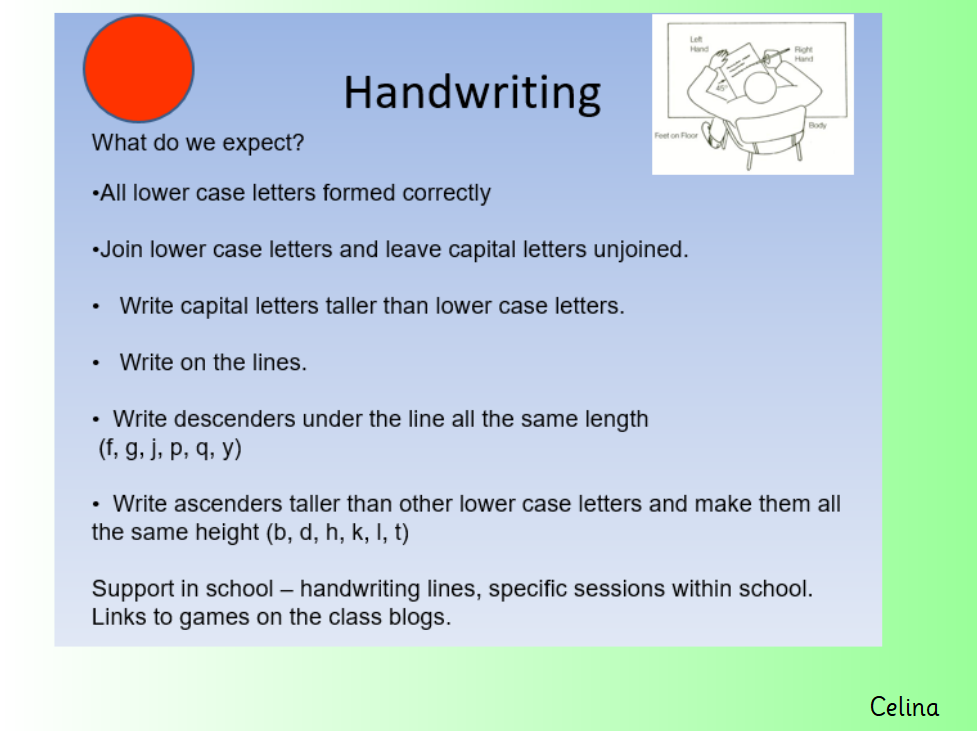 Handwriting
Left
Hand
Right
Hand
45°
Feet on Floor
Body
What do we expect?
•All lower case letters formed correctly
•Join lower case letters and leave capital letters unjoined.
• Write capital letters taller than lower case letters.
• Write on the lines.
• Write descenders under the line all the same length
(f, g, j, p, q, y)
• Write ascenders taller than other lower case letters and make them all
the same height (b, d, h, k, l, t)
Support in school – handwriting lines, specific sessions within school.
Links to games on the class blogs.
Celina